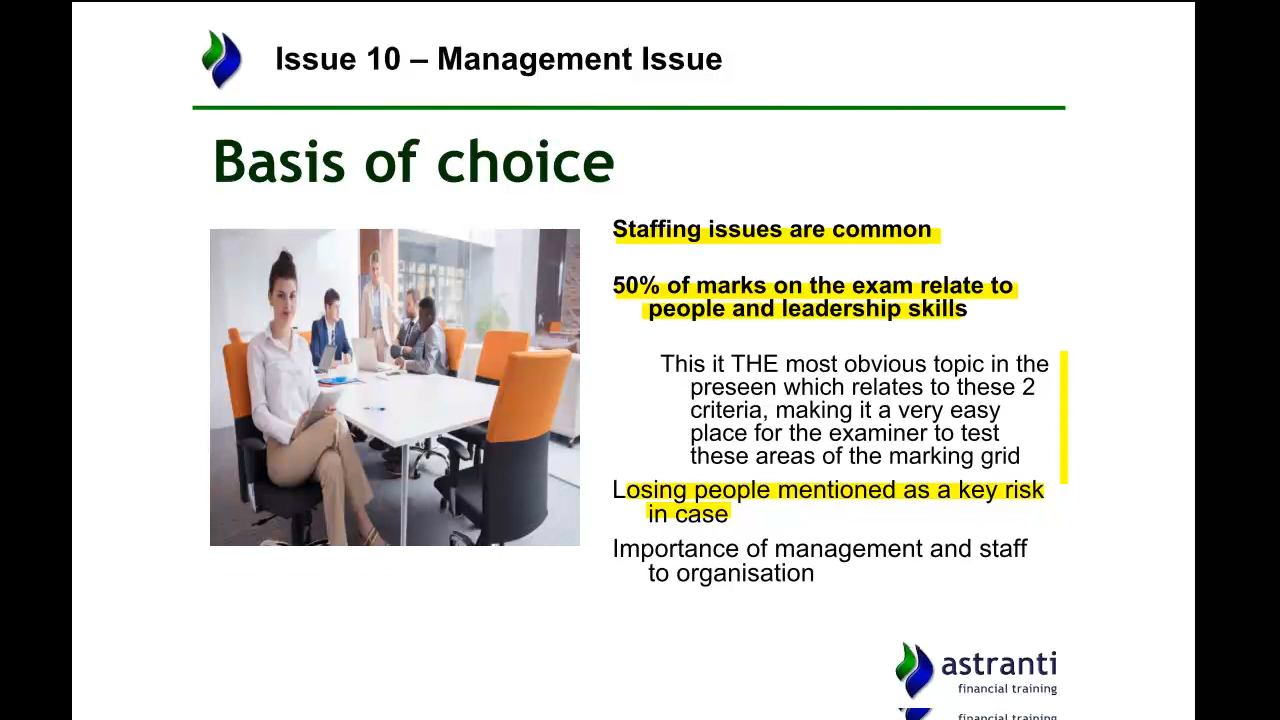 Issue 10 – Management Issue
Basis of choice
Staffing issues are common
50% of marks on the exam relate to
people and leadership skills
This it THE most obvious topic in the
preseen which relates to these 2
criteria, making it a very easy
place for the examiner to test
these areas of the marking grid
Losing people mentioned as a key risk
in case
Importance of management and staff
to organisation
astranti
financial training
financial training